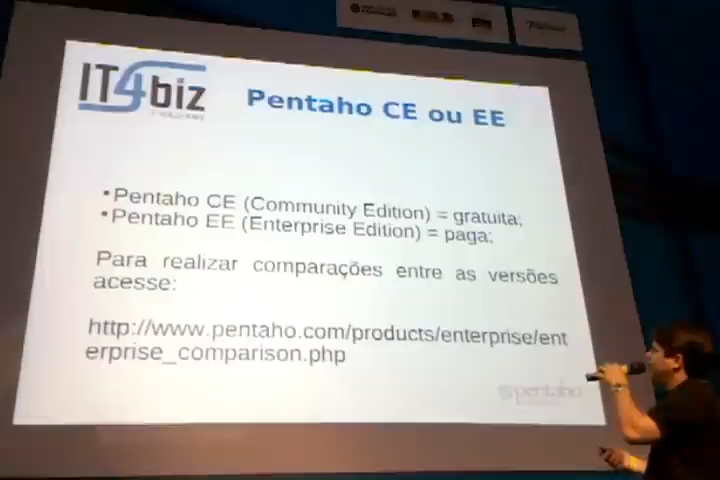 IT4biz
Pentaho CE ou EE
•Pentaho CE (Community Edition) = gratuita;
•Pentaho EE (Enterprise Edition) = paga;
Para realizar comparações entre as versões
acesse:
http://www.pentaho.com/products/enterprise/ent
erprise_comparison.php
pentaho